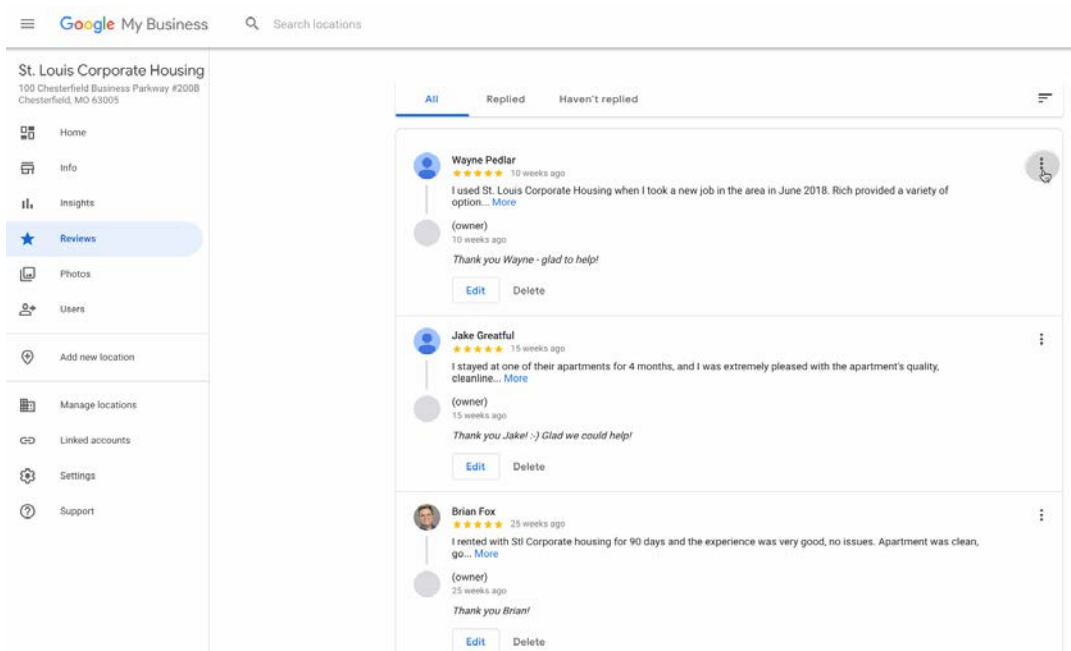 Google My Business
Search locations
St. Louis Corporate Housing
100 Chesterfield Business Parkway #200B
Chesterfield, MO 63005
Home
Info
Insights
Reviews
Photos
Users
Add new location
Manage locations
Linked accounts
Settings
Support
All Replied Haven't replied
Wayne Pedlar
10 weeks ago
I used St. Louis Corporate Housing when I took a new job in the area in June 2018. Rich provided a variety of
option... More
(owner)
10 weeks ago
Thank you Wayne - glad to help!
Edit Delete
Jake Greatful
15 weeks ago
I stayed at one of their apartments for 4 months, and I was extremely pleased with the apartment's quality,
cleanline... More
(owner)
15 weeks ago
Thank you Jake! :-) Glad we could help!
Edit Delete
Brian Fox
25 weeks ago
I rented with Stl Corporate housing for 90 days and the experience was very good, no issues. Apartment was clean,
go... More
(owner)
25 weeks ago
Thank you Brian!
Edit Delete